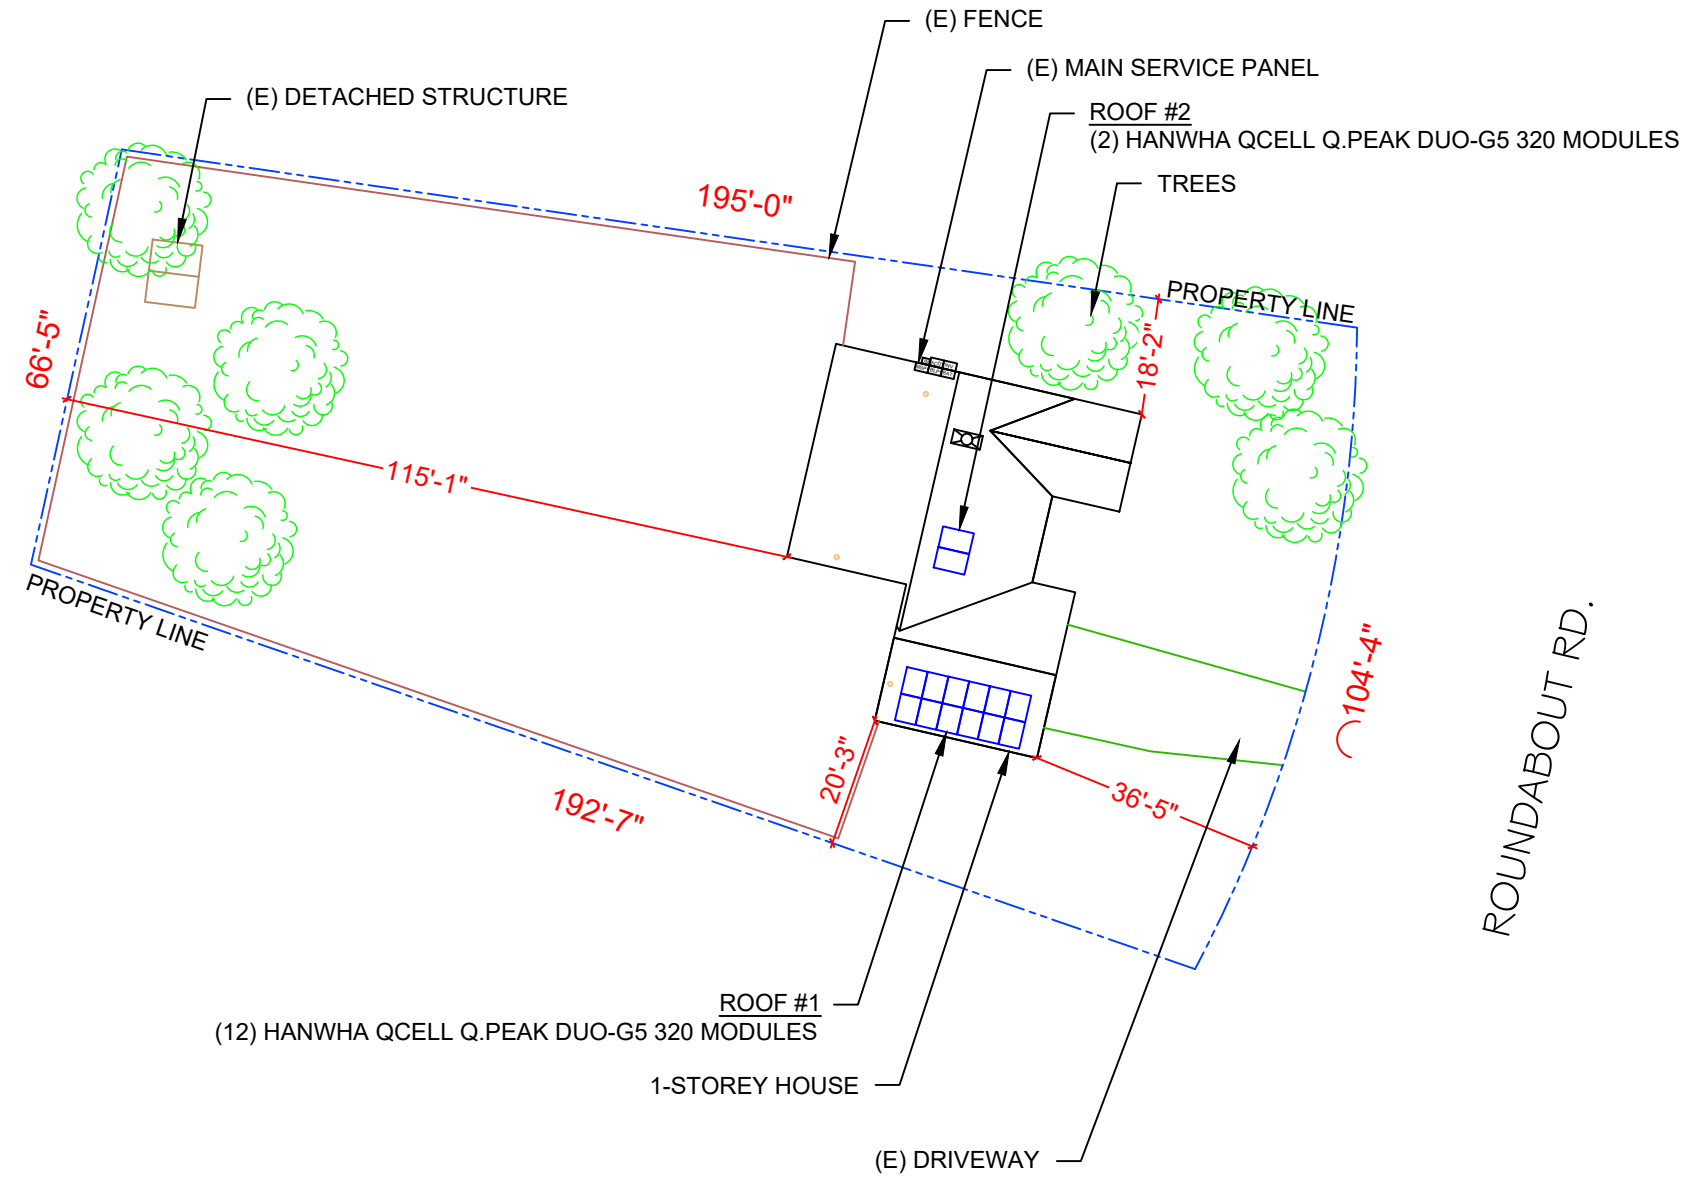 (E) FENCE
(E) MAIN SERVICE PANEL
(E) DETACHED STRUCTURE
ROOF #2
(2) HANWHA QCELL Q.PEAK DUO-G5 320 MODULES
TREES
195'-0"
PROPERTY LINE
18'-2"
66'-5"
115'-1"
PROPERTY LINE
104'-4"
ROUNDABOUT RD.
20'-3"
36'-5"
192'-7"
ROOF #1
(12) HANWHA QCELL Q.PEAK DUO-G5 320 MODULES
1-STOREY HOUSE
(E) DRIVEWAY